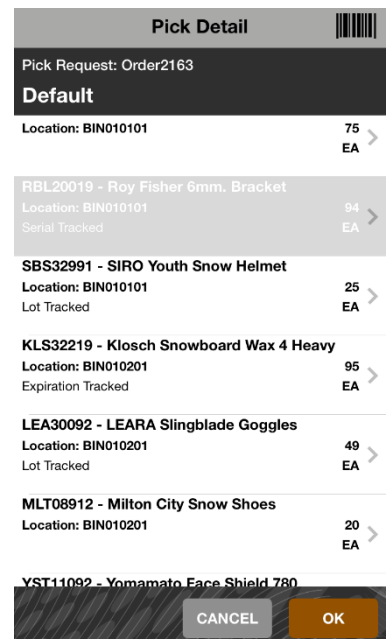 Pick Detail
Pick Request: Order2163
Default
Location: BIN010101 75
EA
RBL20019 - Roy Fisher 6mm. Bracket
Location: BIN010101 94
Serial Tracked EA
SBS32991 - SIRO Youth Snow Helmet
Location: BIN010101 25
Lot Tracked EA
KLS32219 - Klosch Snowboard Wax 4 Heavy
Location: BIN010201 95
Expiration Tracked EA
LEA30092 - LEARA Slingblade Goggles
Location: BIN010201 49
Lot Tracked EA
MLT08912 - Milton City Snow Shoes
Location: BIN010201 20
EA
YST11092 - Yomamato Face Shield 780
CANCEL OK